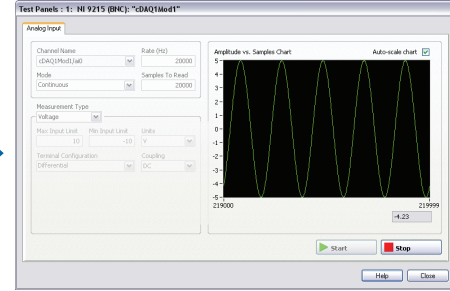 Test Panels : 1: NI 9215 (BNC): "cDAQ1Mod1"
Analog Input
Channel Name
Rate (Hz)
cDAQ1Mod1/ai0
20000
Mode
Samples To Read
Continuous
20000
Measurement Type
Voltage
Max Input Limit
Min Input Limit
Units
10
-10
V
Terminal Configuration
Coupling
Differential
DC
Amplitude vs. Samples Chart
Auto-scale chart
5
4
3
2
1
0
-1
-2
-3
-4
-5
219000
219999
-4.23
Start
Stop
Help
Close